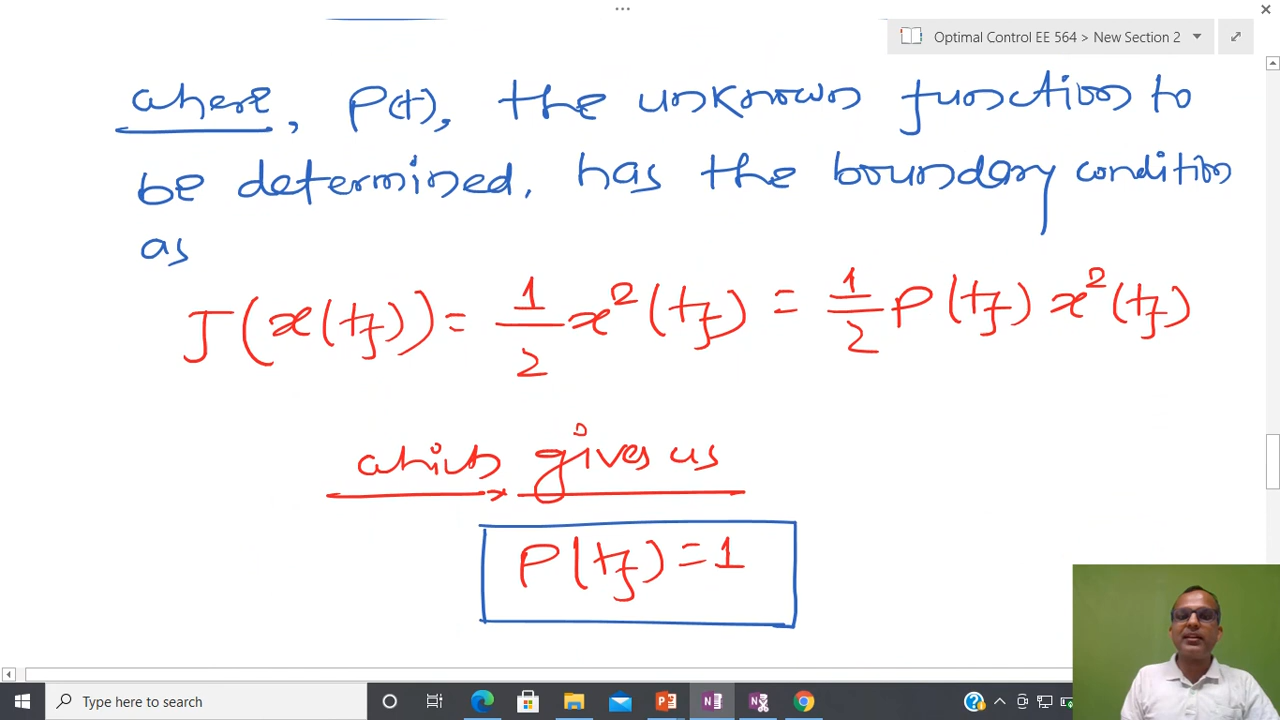 Optimal Control EE 564 > New Section 2
where, P(t), the unknown function to
be determined, has the boundary condition
as
J(x(tf)) = 1/2 x²(tf) = 1/2 P(tf) x²(tf)
which gives us
P(tf) = 1
Type here to search